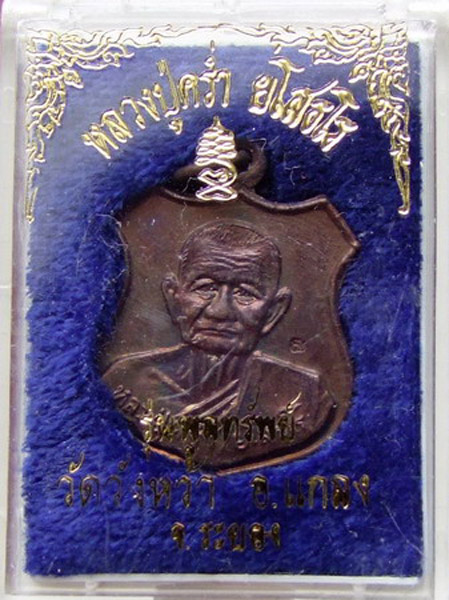 หลวงปู่คร่ำ ยโสธโร
รุ่นพูนทรัพย์
วัดวังหว้า อ.แกลง
จ.ระยอง